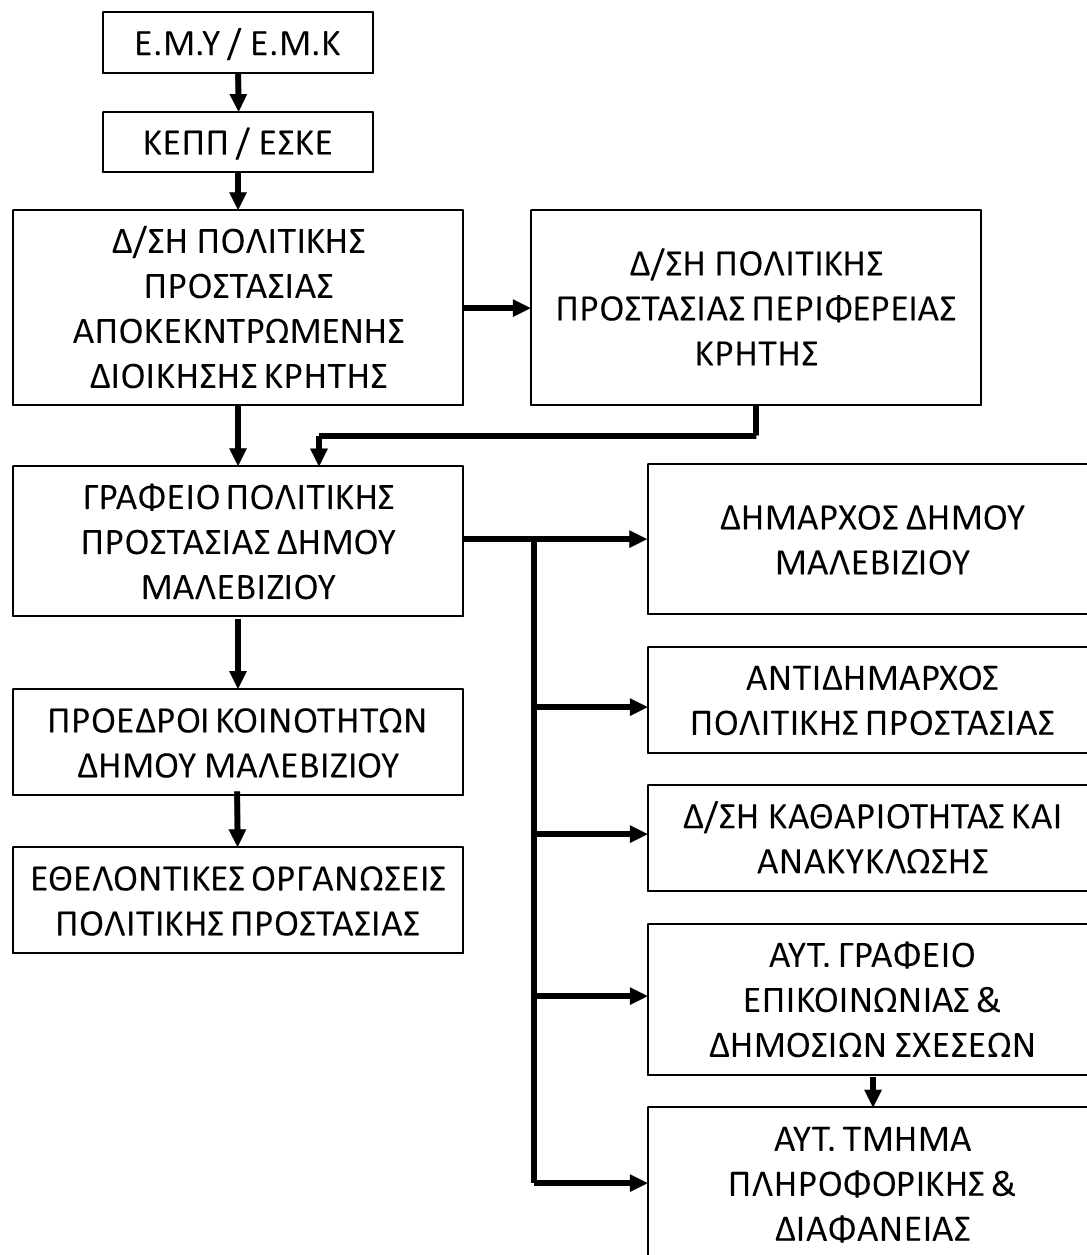 Ε.Μ.Υ / Ε.Μ.Κ
ΚΕΠΠ / ΕΣΚΕ
Δ/ΣΗ ΠΟΛΙΤΙΚΗΣ
ΠΡΟΣΤΑΣΙΑΣ
ΑΠΟΚΕΚΝΤΡΩΜΕΝΗΣ
ΔΙΟΙΚΗΣΗΣ ΚΡΗΤΗΣ
Δ/ΣΗ ΠΟΛΙΤΙΚΗΣ
ΠΡΟΣΤΑΣΙΑΣ ΠΕΡΙΦΕΡΕΙΑΣ
ΚΡΗΤΗΣ
ΓΡΑΦΕΙΟ ΠΟΛΙΤΙΚΗΣ
ΠΡΟΣΤΑΣΙΑΣ ΔΗΜΟΥ
ΜΑΛΕΒΙΖΙΟΥ
ΔΗΜΑΡΧΟΣ ΔΗΜΟΥ
ΜΑΛΕΒΙΖΙΟΥ
ΑΝΤΙΔΗΜΑΡΧΟΣ
ΠΟΛΙΤΙΚΗΣ ΠΡΟΣΤΑΣΙΑΣ
ΠΡΟΕΔΡΟΙ ΚΟΙΝΟΤΗΤΩΝ
ΔΗΜΟΥ ΜΑΛΕΒΙΖΙΟΥ
Δ/ΣΗ ΚΑΘΑΡΙΟΤΗΤΑΣ ΚΑΙ
ΑΝΑΚΥΚΛΩΣΗΣ
ΕΘΕΛΟΝΤΙΚΕΣ ΟΡΓΑΝΩΣΕΙΣ
ΠΟΛΙΤΙΚΗΣ ΠΡΟΣΤΑΣΙΑΣ
ΑΥΤ. ΓΡΑΦΕΙΟ
ΕΠΙΚΟΙΝΩΝΙΑΣ &
ΔΗΜΟΣΙΩΝ ΣΧΕΣΕΩΝ
ΑΥΤ. ΤΜΗΜΑ
ΠΛΗΡΟΦΟΡΙΚΗΣ &
ΔΙΑΦΑΝΕΙΑΣ